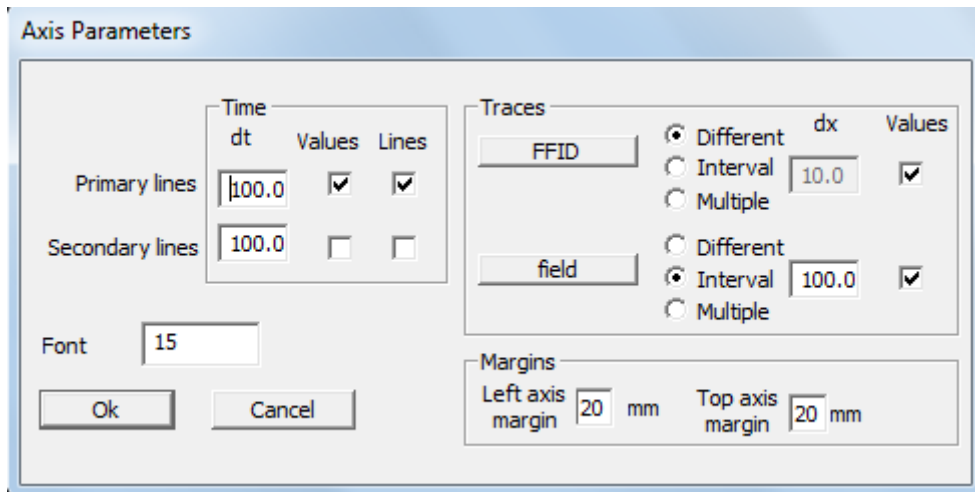 Axis Parameters
Time
dt Values Lines
Primary lines 100.0
Secondary lines 100.0
Font 15
Ok Cancel
Traces
dx Values
FFID Different
Interval 10.0
Multiple
Different
field Interval 100.0
Multiple
Margins
Left axis margin 20 mm
Top axis margin 20 mm